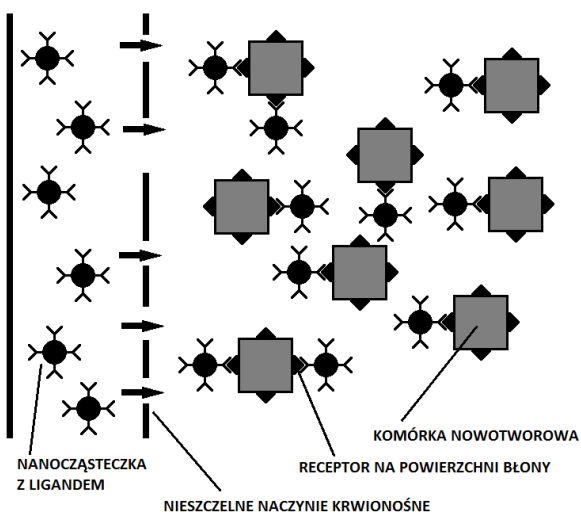 KOMÓRKA NOWOTWOROWA
NANOCZĄSTECZKA
Z LIGANDEM
RECEPTOR NA POWIERZCHNI BŁONY
NIESZCZELNE NACZYNIE KRWIONOŚNE